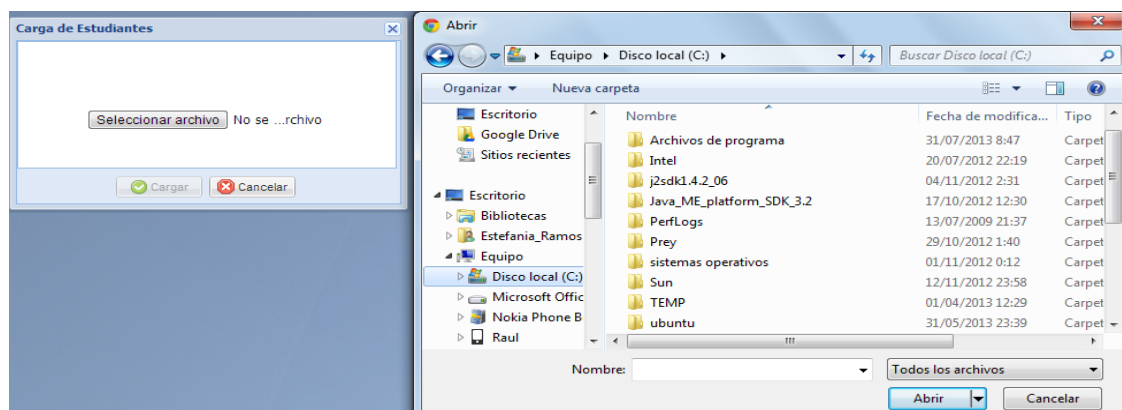 Carga de Estudiantes
Seleccionar archivo No se ...rchivo
Cargar Cancelar
Abrir
Equipo Disco local (C:)
Buscar Disco local (C:)
Organizar Nueva carpeta
Escritorio
Google Drive
Sitios recientes
Escritorio
Bibliotecas
Estefania_Ramos
Equipo
Disco local (C:)
Microsoft Offic
Nokia Phone B
Raul
Nombre Fecha de modifica... Tipo
Archivos de programa 31/07/2013 8:47 Carpet
Intel 20/07/2012 22:19 Carpet
j2sdk1.4.2_06 04/11/2012 2:31 Carpet
Java_ME_platform_SDK_3.2 17/10/2012 12:30 Carpet
PerfLogs 13/07/2009 21:37 Carpet
Prey 29/10/2012 1:40 Carpet
sistemas operativos 01/11/2012 0:12 Carpet
Sun 12/11/2012 23:58 Carpet
TEMP 01/04/2013 12:29 Carpet
ubuntu 31/05/2013 23:39 Carpet
Nombre: Todos los archivos
Abrir Cancelar